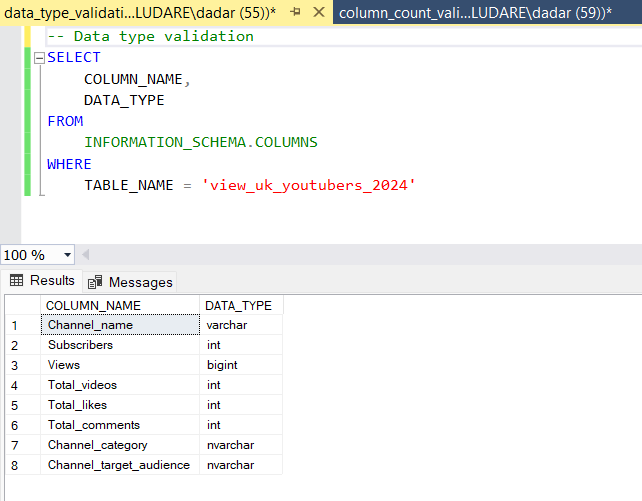 data_type_validati...LUDARE\dadar (55))* column_count_vali...LUDARE\dadar (59))*
-- Data type validation
SELECT
COLUMN_NAME,
DATA_TYPE
FROM
INFORMATION_SCHEMA.COLUMNS
WHERE
TABLE_NAME = 'view_uk_youtubers_2024'
100 %
Results Messages
COLUMN_NAME DATA_TYPE
1 Channel_name varchar
2 Subscribers int
3 Views bigint
4 Total_videos int
5 Total_likes int
6 Total_comments int
7 Channel_category nvarchar
8 Channel_target_audience nvarchar